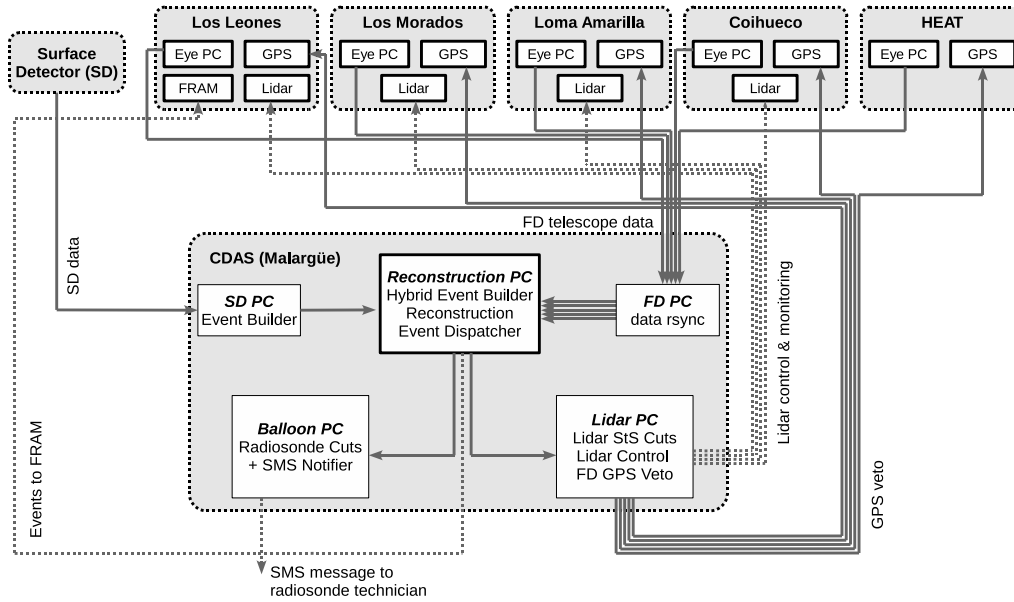 Los Leones
Los Morados
Loma Amarilla
Coihueco
HEAT
Surface
Detector (SD)
Eye PC
GPS
FRAM
Lidar
Eye PC
GPS
Lidar
Eye PC
GPS
Lidar
Eye PC
GPS
Lidar
Eye PC
GPS
FD telescope data
SD data
CDAS (Malargüe)
SD PC
Event Builder
Reconstruction PC
Hybrid Event Builder
Reconstruction
Event Dispatcher
FD PC
data rsync
Lidar control & monitoring
Balloon PC
Radiosonde Cuts
+ SMS Notifier
Lidar PC
Lidar StS Cuts
Lidar Control
FD GPS Veto
Events to FRAM
GPS veto
SMS message to
radiosonde technician